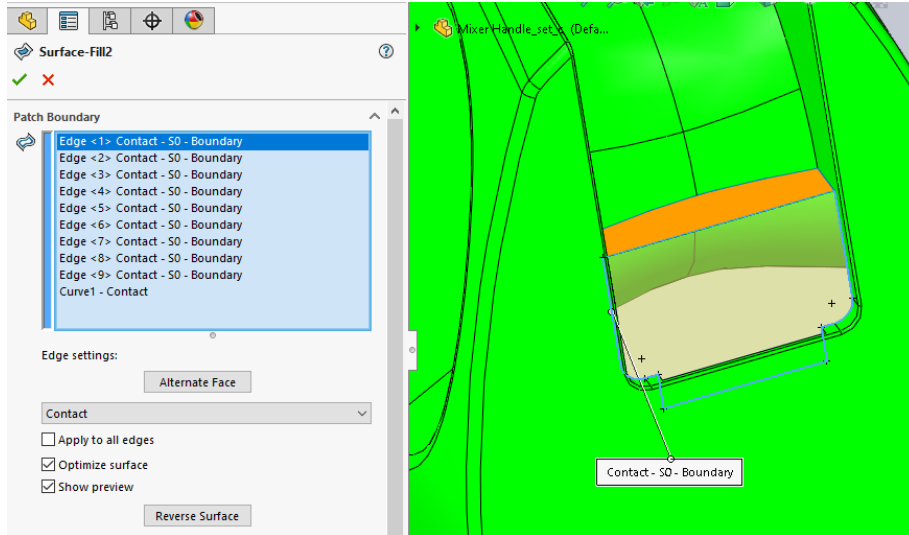 Surface-Fill2
Patch Boundary
Edge <1> Contact - S0 - Boundary
Edge <2> Contact - S0 - Boundary
Edge <3> Contact - S0 - Boundary
Edge <4> Contact - S0 - Boundary
Edge <5> Contact - S0 - Boundary
Edge <6> Contact - S0 - Boundary
Edge <7> Contact - S0 - Boundary
Edge <8> Contact - S0 - Boundary
Edge <9> Contact - S0 - Boundary
Curve1 - Contact
Edge settings:
Alternate Face
Contact
Apply to all edges
Optimize surface
Show preview
Reverse Surface
Mixer Handle_set_c (Defa...
Contact - S0 - Boundary